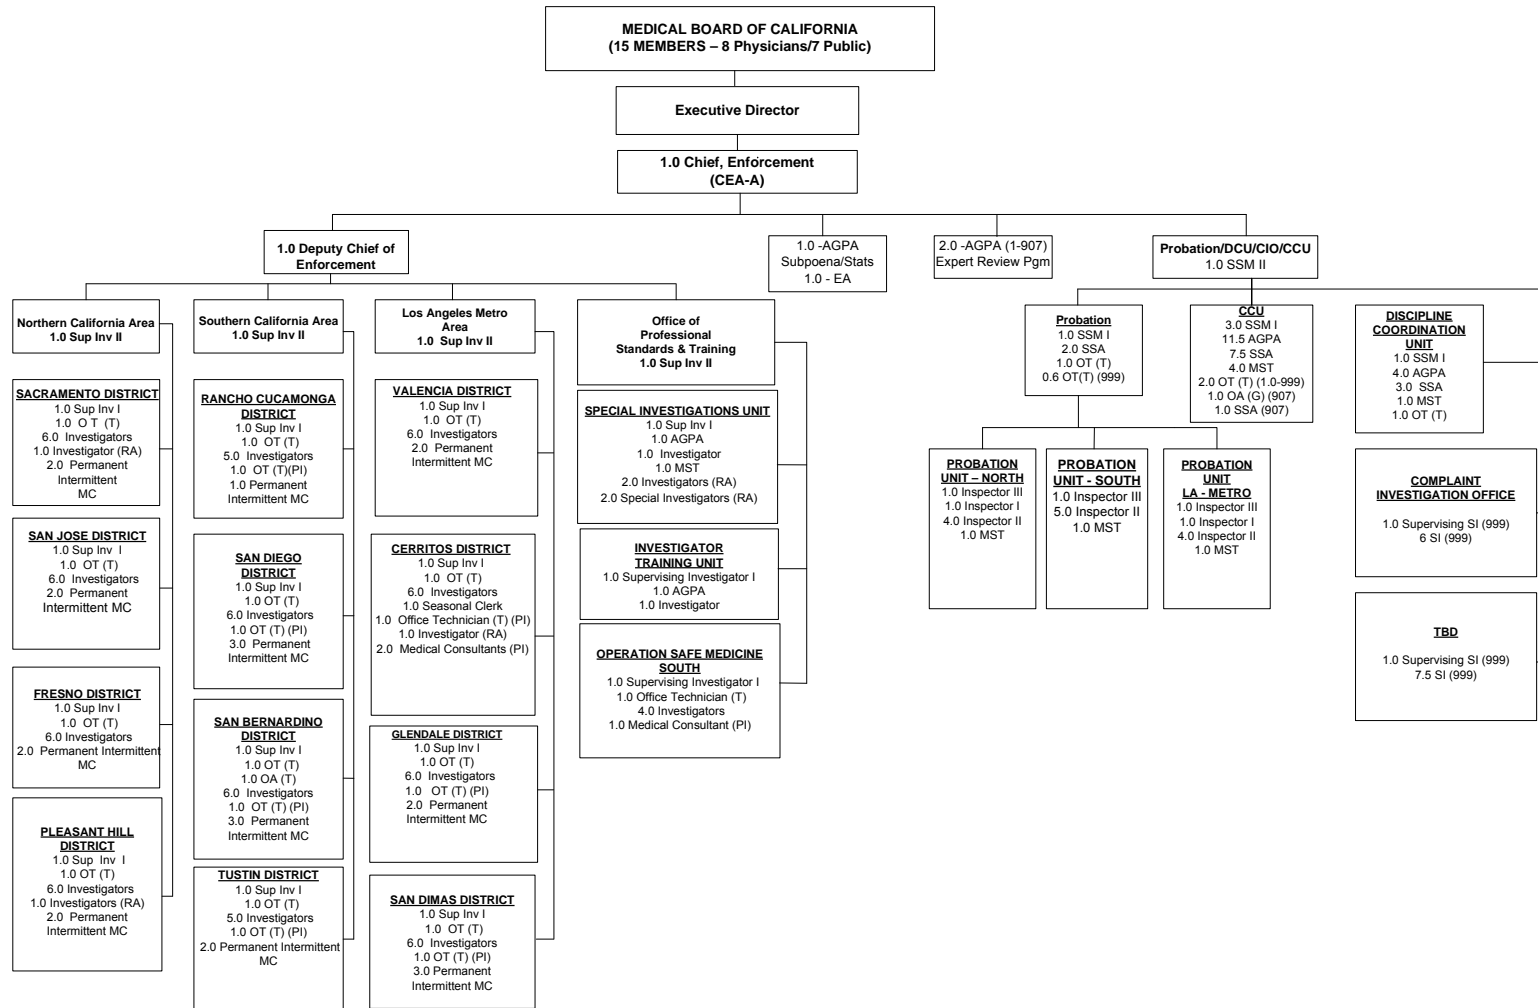 MEDICAL BOARD OF CALIFORNIA
(15 MEMBERS – 8 Physicians/7 Public)
Executive Director
1.0 Chief, Enforcement
(CEA-A)
1.0 Deputy Chief of
Enforcement
1.0 -AGPA
Subpoena/Stats
1.0 - EA
2.0 -AGPA (1-907)
Expert Review Pgm
Probation/DCU/CIO/CCU
1.0 SSM II
Northern California Area
1.0 Sup Inv II
SACRAMENTO DISTRICT
1.0 Sup Inv I
1.0 O T (T)
6.0 Investigators
1.0 Investigator (RA)
2.0 Permanent
Intermittent
MC
SAN JOSE DISTRICT
1.0 Sup Inv I
1.0 OT (T)
6.0 Investigators
2.0 Permanent
Intermittent MC
FRESNO DISTRICT
1.0 Sup Inv I
1.0 OT (T)
6.0 Investigators
2.0 Permanent Intermittent
MC
PLEASANT HILL
DISTRICT
1.0 Sup Inv I
1.0 OT (T)
6.0 Investigators
1.0 Investigators (RA)
2.0 Permanent
Intermittent MC
Southern California Area
1.0 Sup Inv II
RANCHO CUCAMONGA
DISTRICT
1.0 Sup Inv I
1.0 OT (T)
5.0 Investigators
1.0 OT (T)(PI)
1.0 Permanent
Intermittent MC
SAN DIEGO
DISTRICT
1.0 Sup Inv I
1.0 OT (T)
6.0 Investigators
1.0 OT (T) (PI)
3.0 Permanent
Intermittent MC
SAN BERNARDINO
DISTRICT
1.0 Sup Inv I
1.0 OT (T)
1.0 OA (T)
6.0 Investigators
1.0 OT (T) (PI)
3.0 Permanent
Intermittent MC
TUSTIN DISTRICT
1.0 Sup Inv I
1.0 OT (T)
5.0 Investigators
1.0 OT (T) (PI)
2.0 Permanent Intermittent
MC
Los Angeles Metro
Area
1.0 Sup Inv II
VALENCIA DISTRICT
1.0 Sup Inv I
1.0 OT (T)
6.0 Investigators
2.0 Permanent
Intermittent MC
CERRITOS DISTRICT
1.0 Sup Inv I
1.0 OT (T)
6.0 Investigators
1.0 Seasonal Clerk
1.0 Office Technician (T) (PI)
1.0 Investigator (RA)
2.0 Medical Consultants (PI)
GLENDALE DISTRICT
1.0 Sup Inv I
1.0 OT (T)
6.0 Investigators
1.0 OT (T) (PI)
2.0 Permanent
Intermittent MC
SAN DIMAS DISTRICT
1.0 Sup Inv I
1.0 OT (T)
6.0 Investigators
1.0 OT (T) (PI)
3.0 Permanent
Intermittent MC
Office of
Professional
Standards & Training
1.0 Sup Inv II
SPECIAL INVESTIGATIONS UNIT
1.0 Sup Inv I
1.0 AGPA
1.0 Investigator
1.0 MST
2.0 Investigators (RA)
2.0 Special Investigators (RA)
INVESTIGATOR
TRAINING UNIT
1.0 Supervising Investigator I
1.0 AGPA
1.0 Investigator
OPERATION SAFE MEDICINE
SOUTH
1.0 Supervising Investigator I
1.0 Office Technician (T)
4.0 Investigators
1.0 Medical Consultant (PI)
Probation
1.0 SSM I
2.0 SSA
1.0 OT (T)
0.6 OT(T) (999)
PROBATION
UNIT – NORTH
1.0 Inspector III
1.0 Inspector I
4.0 Inspector II
1.0 MST
PROBATION
UNIT - SOUTH
1.0 Inspector III
5.0 Inspector II
1.0 MST
PROBATION
UNIT
LA - METRO
1.0 Inspector III
1.0 Inspector I
4.0 Inspector II
1.0 MST
CCU
3.0 SSM I
11.5 AGPA
7.5 SSA
4.0 MST
2.0 OT (T) (1.0-999)
1.0 OA (G) (907)
1.0 SSA (907)
DISCIPLINE
COORDINATION
UNIT
1.0 SSM I
4.0 AGPA
3.0 SSA
1.0 MST
1.0 OT (T)
COMPLAINT
INVESTIGATION OFFICE
1.0 Supervising SI (999)
6 SI (999)
TBD
1.0 Supervising SI (999)
7.5 SI (999)